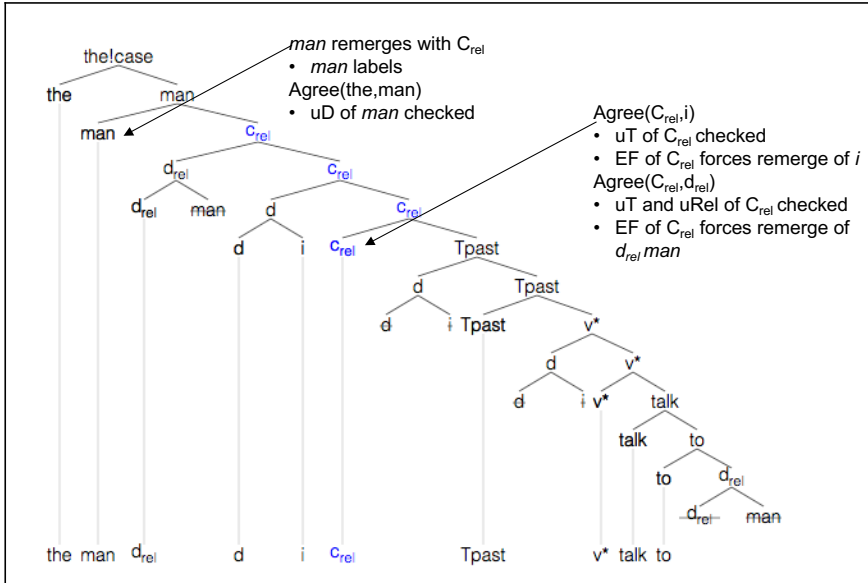 man remerges with Crel
• man labels
Agree(the,man)
• uD of man checked
Agree(Crel,i)
• uT of Crel checked
• EF of Crel forces remerge of i
Agree(Crel,drel)
• uT and uRel of Crel checked
• EF of Crel forces remerge of
drel man
the!case
the man
man crel
drel crel
drel man d crel
d i crel Tpast
d Tpast
d i Tpast v*
d v*
d i v* talk
talk to
to drel
drel man
the man drel d i crel Tpast v* talk to